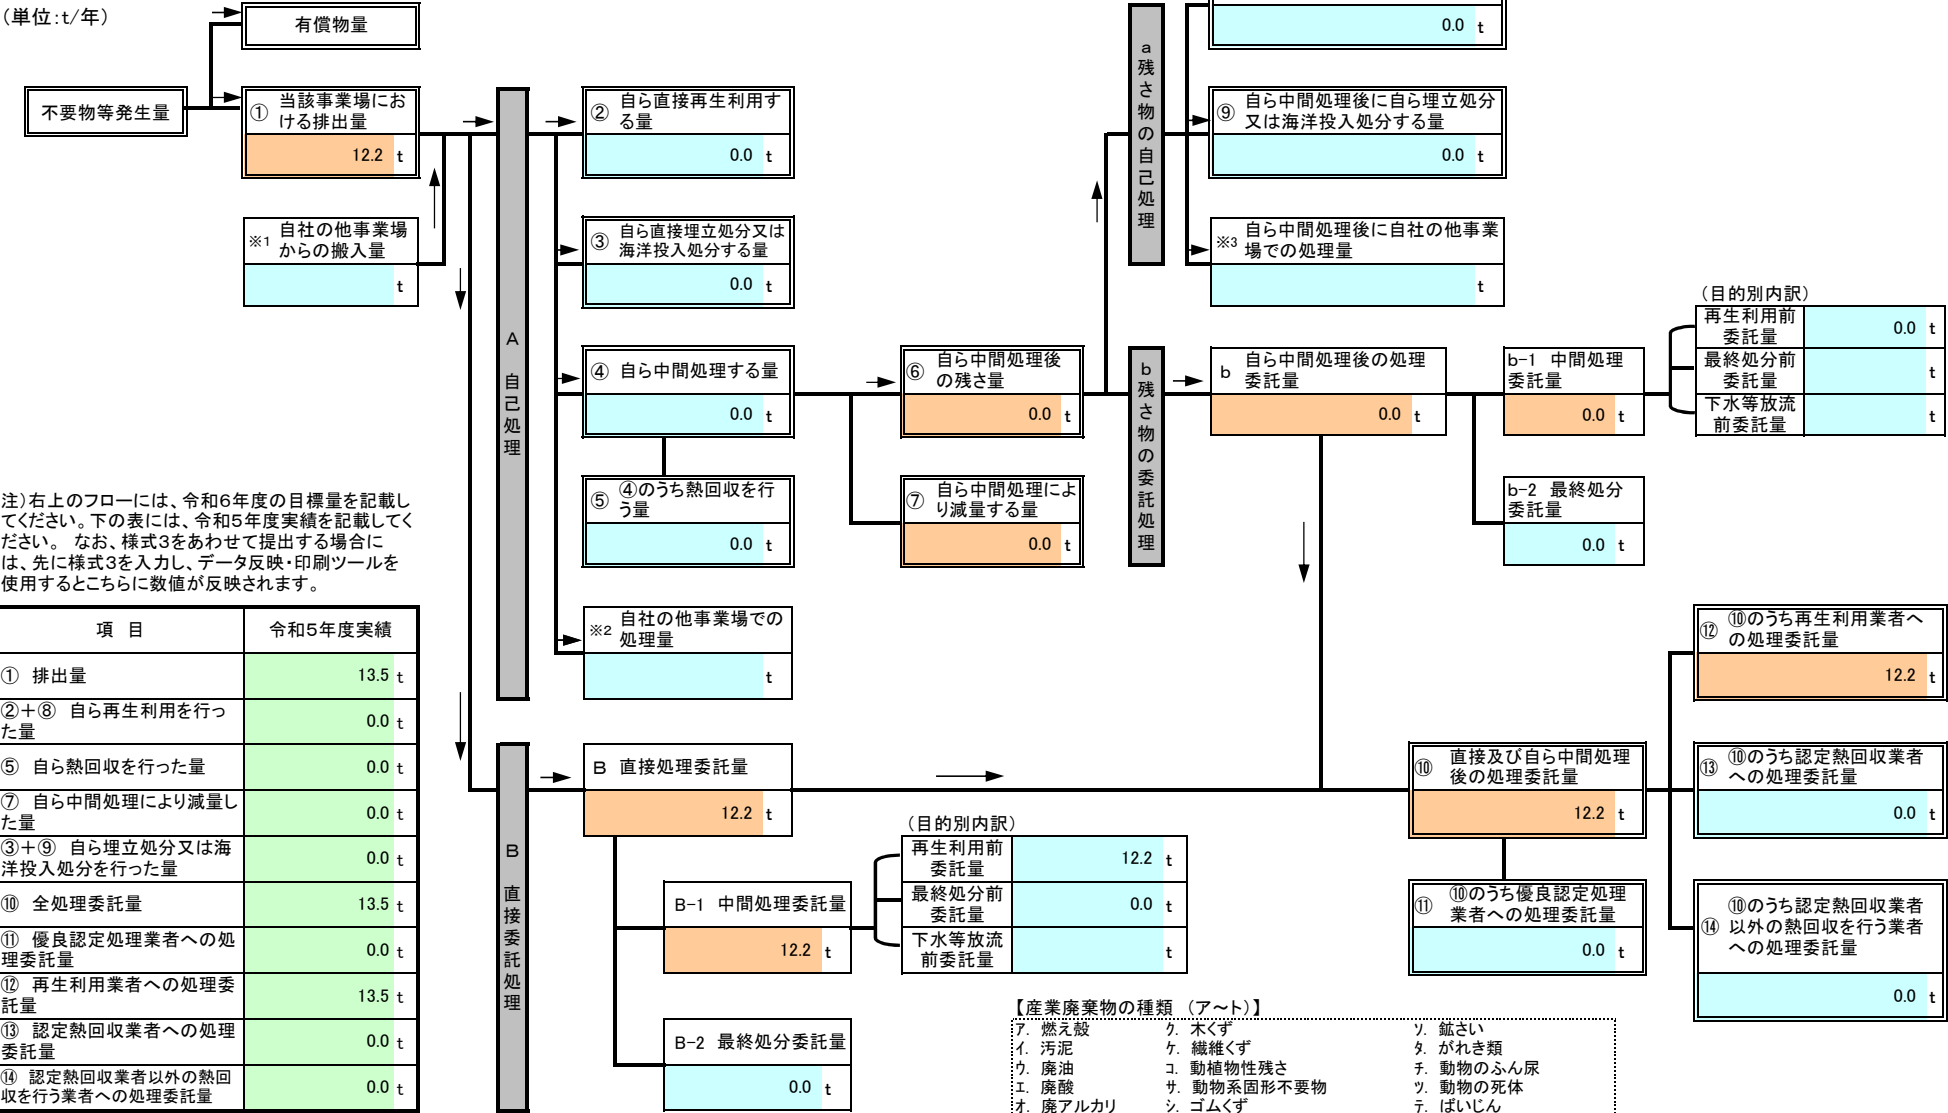 （単位：t／年）
有償物量
不要物等発生量
① 当該事業場にお
ける排出量
12.2 t
※1 自社の他事業場
からの搬入量
t
A 自己処理
② 自ら直接再生利用す
る量
0.0 t
③ 自ら直接埋立処分又は
海洋投入処分する量
0.0 t
④ 自ら中間処理する量
0.0 t
⑤ ④のうち熱回収を行
う量
0.0 t
※2 自社の他事業場での
処理量
t
⑥ 自ら中間処理後
の残さ量
0.0 t
⑦ 自ら中間処理によ
り減量する量
0.0 t
a 残さ物の自己処理
0.0 t
⑨ 自ら中間処理後に自ら埋立処分
又は海洋投入処分する量
0.0 t
※3 自ら中間処理後に自社の他事業
場での処理量
t
b 残さ物の委託処理
b 自ら中間処理後の処理
委託量
0.0 t
b-1 中間処理
委託量
0.0 t
b-2 最終処分
委託量
0.0 t
（目的別内訳）
再生利用前
委託量
0.0 t
最終処分前
委託量
t
下水等放流
前委託量
t
注）右上のフローには、令和６年度の目標量を記載し
てください。下の表には、令和５年度実績を記載してく
ださい。 なお、様式３をあわせて提出する場合に
は、先に様式３を入力し、データ反映・印刷ツールを
使用するとこちらに数値が反映されます。
項 目 令和５年度実績
① 排出量 13.5 t
②＋⑧ 自ら再生利用を行っ
た量 0.0 t
⑤ 自ら熱回収を行った量 0.0 t
⑦ 自ら中間処理により減量し
た量 0.0 t
③＋⑨ 自ら埋立処分又は海
洋投入処分を行った量 0.0 t
⑩ 全処理委託量 13.5 t
⑪ 優良認定処理業者への処
理委託量 0.0 t
⑫ 再生利用業者への処理委
託量 13.5 t
⑬ 認定熱回収業者への処理
委託量 0.0 t
⑭ 認定熱回収業者以外の熱回
収を行う業者への処理委託量 0.0 t
B 直接委託処理
B 直接処理委託量
12.2 t
B-1 中間処理委託量
12.2 t
B-2 最終処分委託量
0.0 t
（目的別内訳）
再生利用前
委託量
12.2 t
最終処分前
委託量
0.0 t
下水等放流
前委託量
t
⑩ 直接及び自ら中間処理
後の処理委託量
12.2 t
⑪ ⑩のうち優良認定処理
業者への処理委託量
0.0 t
⑫ ⑩のうち再生利用業者へ
の処理委託量
12.2 t
⑬ ⑩のうち認定熱回収業者
への処理委託量
0.0 t
⑭ ⑩のうち認定熱回収業者
以外の熱回収を行う業者
への処理委託量
0.0 t
【産業廃棄物の種類 （ア～ト）】
ｱ. 燃え殻 ｸ. 木くず ｿ. 鉱さい
ｲ. 汚泥 ｹ. 繊維くず ﾀ. がれき類
ｳ. 廃油 ｺ. 動植物性残さ ﾁ. 動物のふん尿
ｴ. 廃酸 ｻ. 動物系固形不要物 ﾂ. 動物の死体
ｵ. 廃アルカリ ｼ. ゴムくず ﾃ. ばいじん